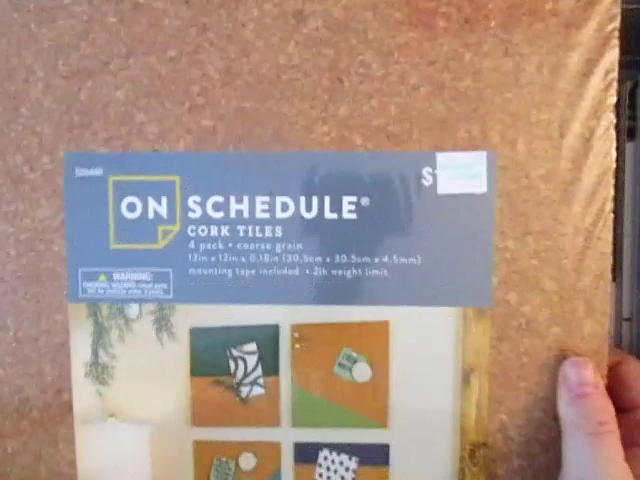 $1
ON SCHEDULE®
CORK TILES
4 pack • coarse grain
12in x 12in x 0.18in (30.5cm x 30.5cm x 4.5mm)
mounting tape included • 2lb weight limit
WARNING: